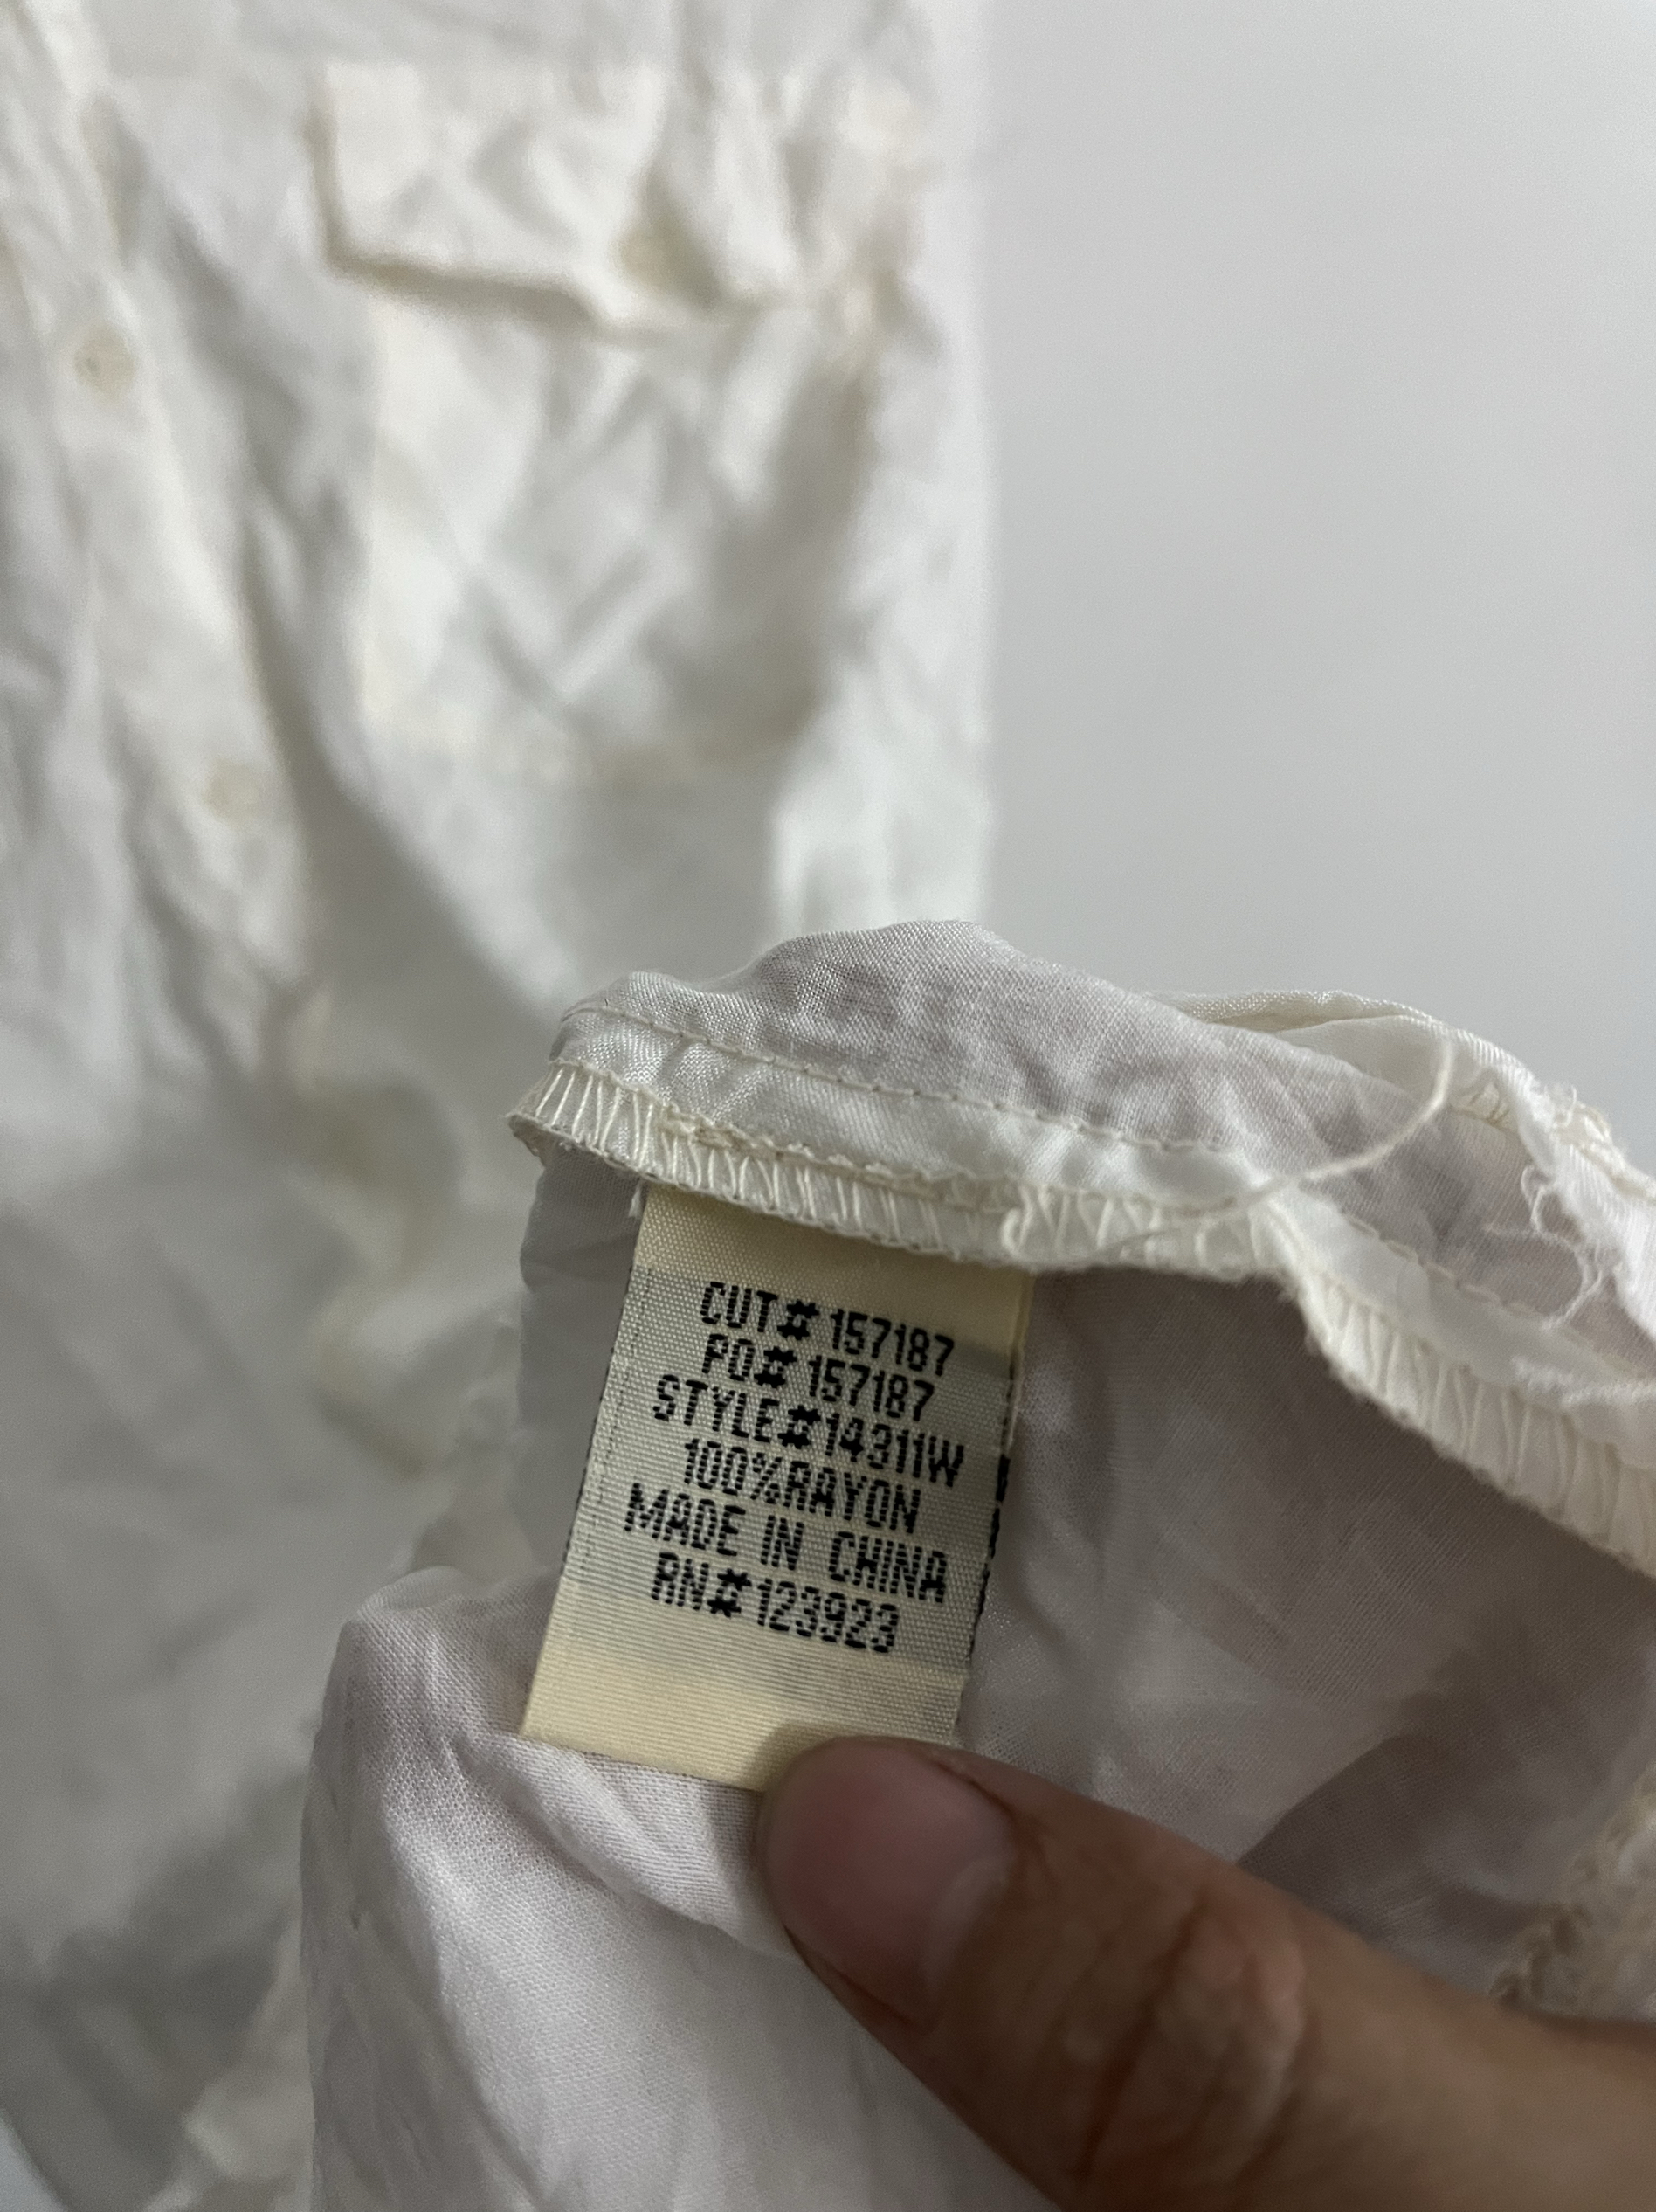 CUT#157187
PO#157187
STYLE#14311W
100%RAYON
MADE IN CHINA
RN#123923